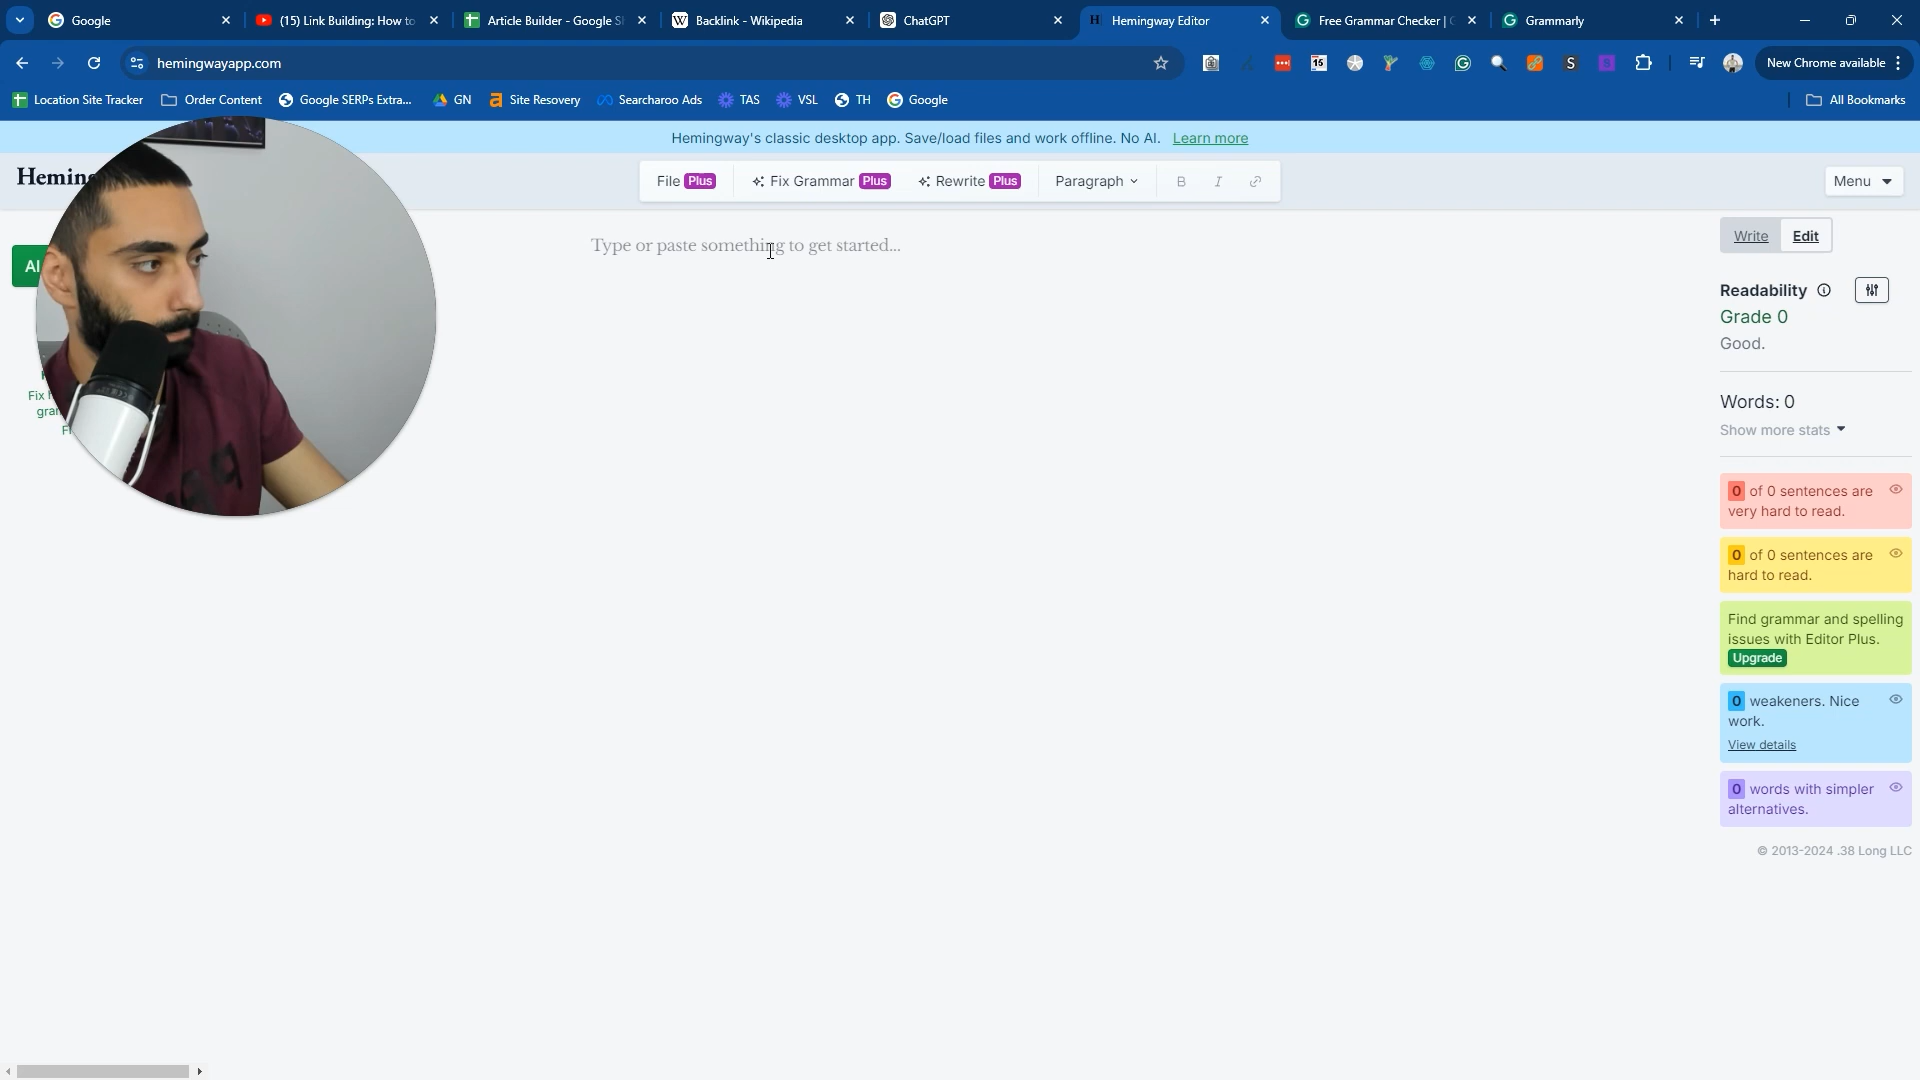 Google
(15) Link Building: How to
Article Builder - Google S
Backlink - Wikipedia
ChatGPT
Hemingway Editor
Free Grammar Checker |
Grammarly
hemingwayapp.com
New Chrome available
Location Site Tracker
Order Content
Google SERPs Extra...
GN
Site Recovery
Searcharoo Ads
TAS
VSL
TH
Google
All Bookmarks
Hemingway's classic desktop app. Save/load files and work offline. No AI. Learn more
Heming
File Plus
Fix Grammar Plus
Rewrite Plus
Paragraph
B
I
Menu
AI
Type or paste something to get started...
Write
Edit
Readability
Grade 0
Good.
Fix
Words: 0
Show more stats
0 of 0 sentences are
very hard to read.
0 of 0 sentences are
hard to read.
Find grammar and spelling
issues with Editor Plus.
Upgrade
0 weakeners. Nice
work.
View details
0 words with simpler
alternatives.
© 2013-2024 .38 Long LLC